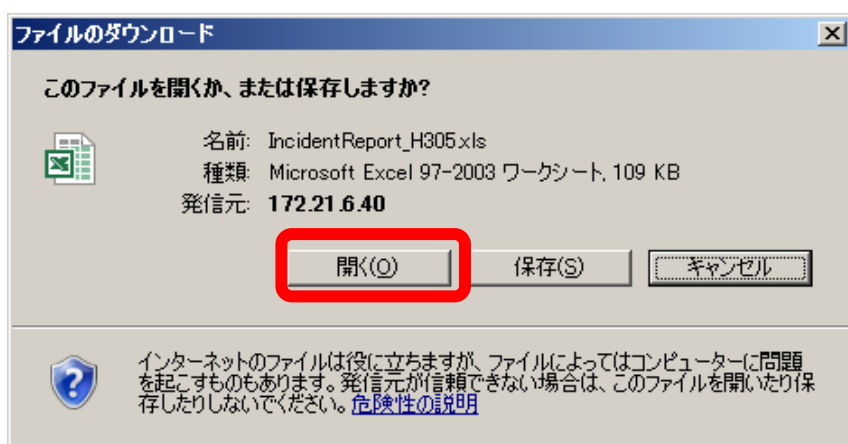 ファイルのダウンロード
このファイルを開くか、または保存しますか?
名前: IncidentReport_H305.xls
種類: Microsoft Excel 97-2003 ワークシート, 109 KB
発信元: 172.21.6.40
開く(O) 保存(S) キャンセル
インターネットのファイルは役に立ちますが、ファイルによってはコンピューターに問題
を起こすものもあります。発信元が信頼できない場合は、このファイルを開いたり保
存したりしないでください。危険性の説明